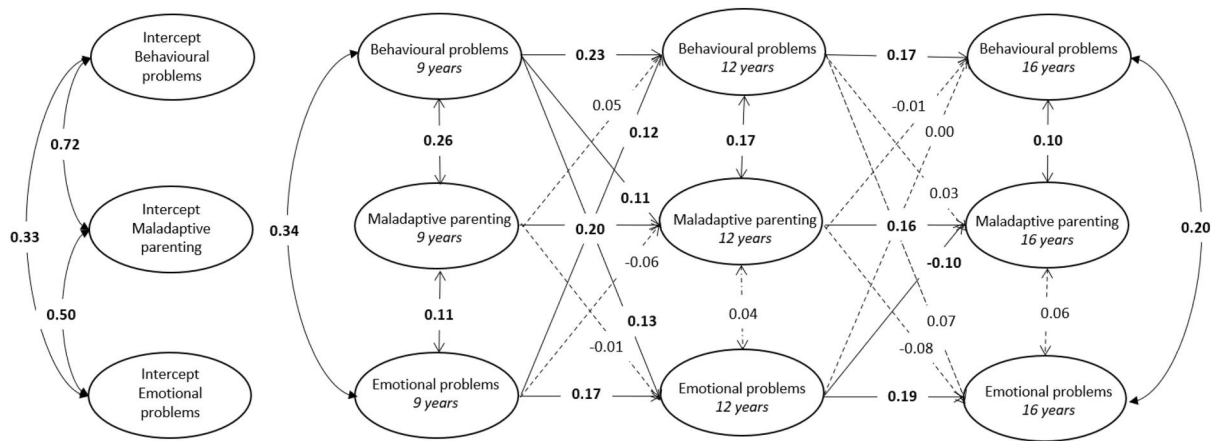 Intercept
Behavioural
problems
0.72
Intercept
Maladaptive
parenting
0.33
0.50
Intercept
Emotional
problems
Behavioural problems
9 years
0.26
Maladaptive parenting
9 years
0.34
0.11
Emotional problems
9 years
0.23
0.05
0.12
0.11
0.20
-0.06
0.13
-0.01
0.17
Behavioural problems
12 years
0.17
Maladaptive parenting
12 years
0.04
Emotional problems
12 years
0.17
-0.01
0.00
0.03
0.16
-0.10
0.07
-0.08
0.19
Behavioural problems
16 years
0.10
Maladaptive parenting
16 years
0.20
0.06
Emotional problems
16 years